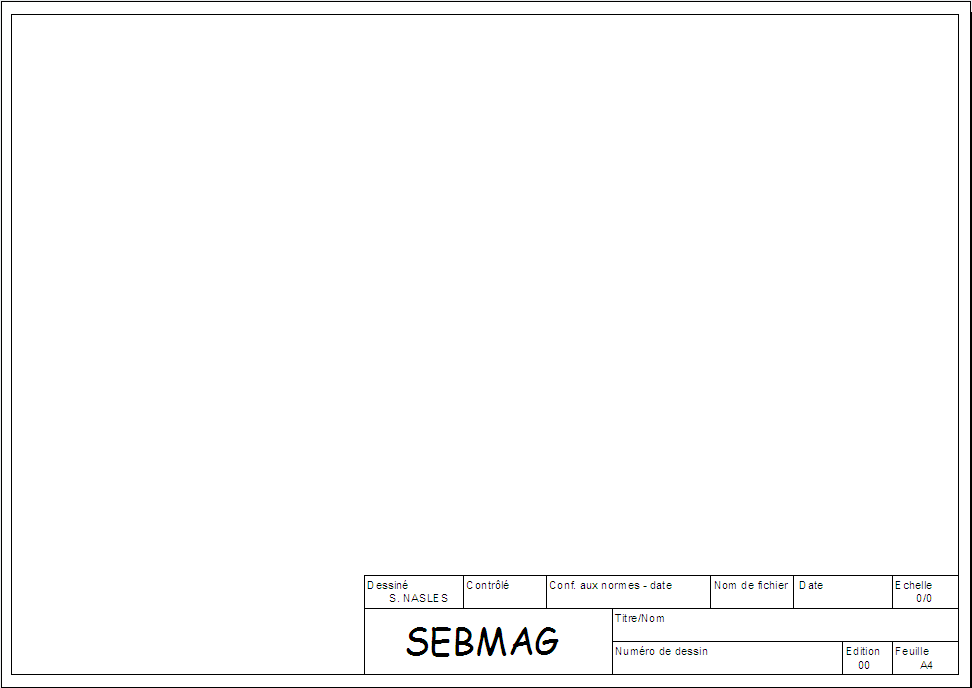 Dessiné
S. NASLES
Contrôlé
Conf. aux normes - date
Nom de fichier
Date
Echelle
0/0
SEBMAG
Titre/Nom
Numéro de dessin
Edition
00
Feuille
A4